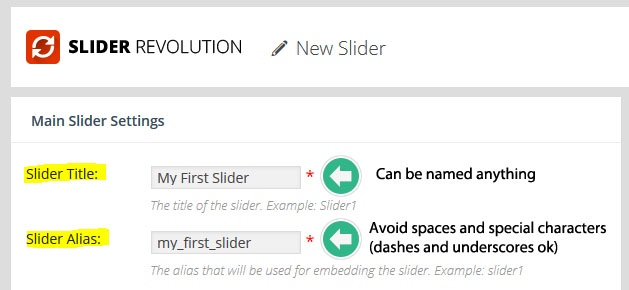 SLIDER REVOLUTION New Slider
Main Slider Settings
Slider Title: My First Slider * Can be named anything
The title of the slider. Example: Slider1
Slider Alias: my_first_slider * Avoid spaces and special characters
(dashes and underscores ok)
The alias that will be used for embedding the slider. Example: slider1